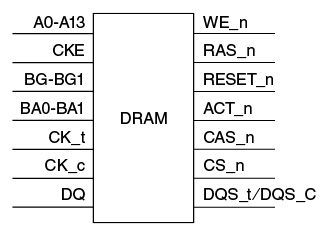 A0-A13 WE_n
CKE RAS_n
BG-BG1 RESET_n
BA0-BA1 ACT_n
DRAM
CK_t CAS_n
CK_c CS_n
DQ DQS_t/DQS_C